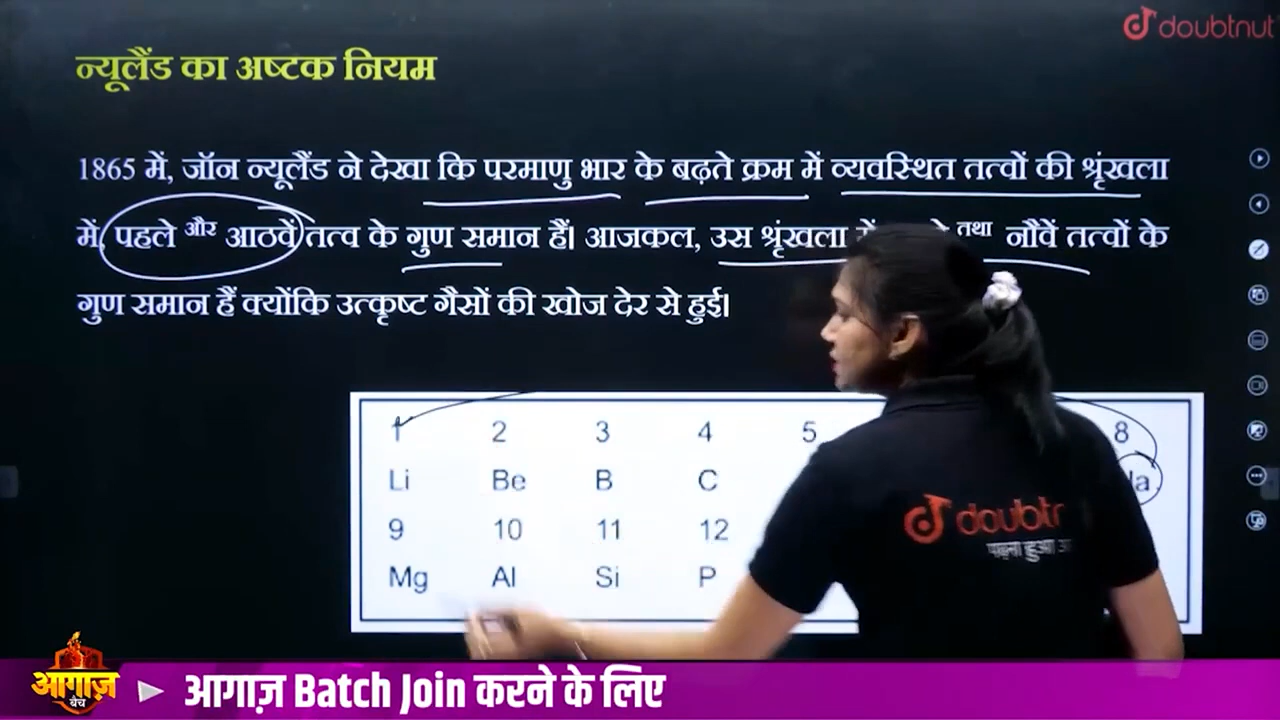 doubtnut
न्यूलैंड का अष्टक नियम
1865 में, जॉन न्यूलैंड ने देखा कि परमाणु भार के बढ़ते क्रम में व्यवस्थित तत्वों की श्रृंखला
में, पहले और आठवें तत्व के गुण समान हैं। आजकल, उस श्रृंखला में तथा नौवें तत्वों के
गुण समान हैं क्योंकि उत्कृष्ट गैसों की खोज देर से हुई।
1 2 3 4 5 8
Li Be B C
9 10 11 12
Mg Al Si P
पढ़ना हुआ
आगाज़
बैच
आगाज़ Batch Join करने के लिए